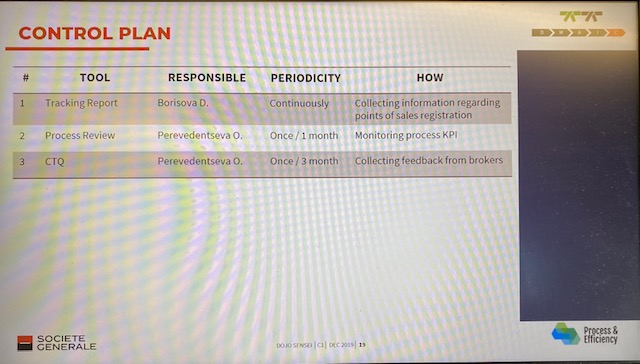 CONTROL PLAN
D M A I C
# TOOL RESPONSIBLE PERIODICITY HOW
1 Tracking Report Borisova D. Continuously Collecting information regarding
points of sales registration
2 Process Review Perevedentseva O. Once / 1 month Monitoring process KPI
3 CTQ Perevedentseva O. Once / 3 month Collecting feedback from brokers
SOCIETE
GENERALE
DOJO SENSEI | C1 | DEC 2019 | 19
Process &
Efficiency